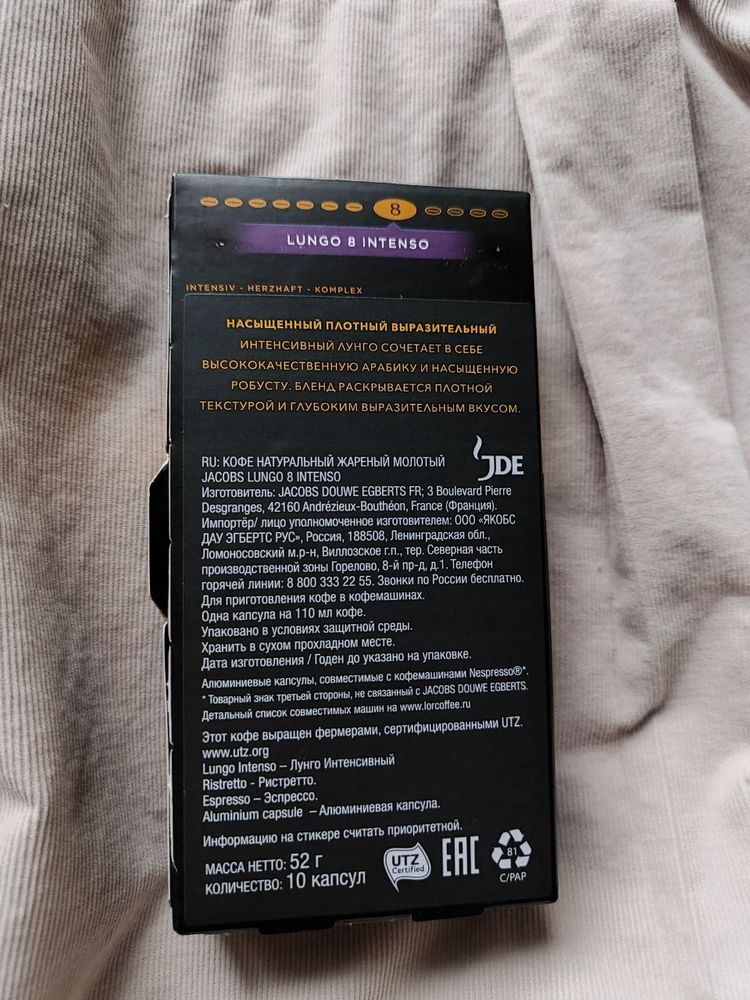 8
LUNGO 8 INTENSO
INTENSIV - HERZHAFT - KOMPLEX
НАСЫЩЕННЫЙ ПЛОТНЫЙ ВЫРАЗИТЕЛЬНЫЙ
ИНТЕНСИВНЫЙ ЛУНГО СОЧЕТАЕТ В СЕБЕ
ВЫСОКОКАЧЕСТВЕННУЮ АРАБИКУ И НАСЫЩЕННУЮ
РОБУСТУ. БЛЕНД РАСКРЫВАЕТСЯ ПЛОТНОЙ
ТЕКСТУРОЙ И ГЛУБОКИМ ВЫРАЗИТЕЛЬНЫМ ВКУСОМ.
RU: КОФЕ НАТУРАЛЬНЫЙ ЖАРЕНЫЙ МОЛОТЫЙ
JACOBS LUNGO 8 INTENSO
JDE
Изготовитель: JACOBS DOUWE EGBERTS FR; 3 Boulevard Pierre
Desgranges, 42160 Andrézieux-Bouthéon, France (Франция).
Импортёр/ лицо уполномоченное изготовителем: ООО «ЯКОБС
ДАУ ЭГБЕРТС РУС», Россия, 188508, Ленинградская обл.,
Ломоносовский м.р-н, Виллозское г.п., тер. Северная часть
производственной зоны Горелово, 8-й пр-д, д.1. Телефон
горячей линии: 8 800 333 22 55. Звонки по России бесплатно.
Для приготовления кофе в кофемашинах.
Одна капсула на 110 мл кофе.
Упаковано в условиях защитной среды.
Хранить в сухом прохладном месте.
Дата изготовления / Годен до указано на упаковке.
Алюминиевые капсулы, совместимые с кофемашинами Nespresso®*.
* Товарный знак третьей стороны, не связанный с JACOBS DOUWE EGBERTS.
Детальный список совместимых машин на www.lorcoffee.ru
Этот кофе выращен фермерами, сертифицированными UTZ.
www.utz.org
Lungo Intenso – Лунго Интенсивный
Ristretto - Ристретто.
Espresso – Эспрессо.
Aluminium capsule – Алюминиевая капсула.
Информацию на стикере считать приоритетной.
МАССА НЕТТО: 52 г
КОЛИЧЕСТВО: 10 капсул
UTZ
Certified
EAC
81
C/PAP